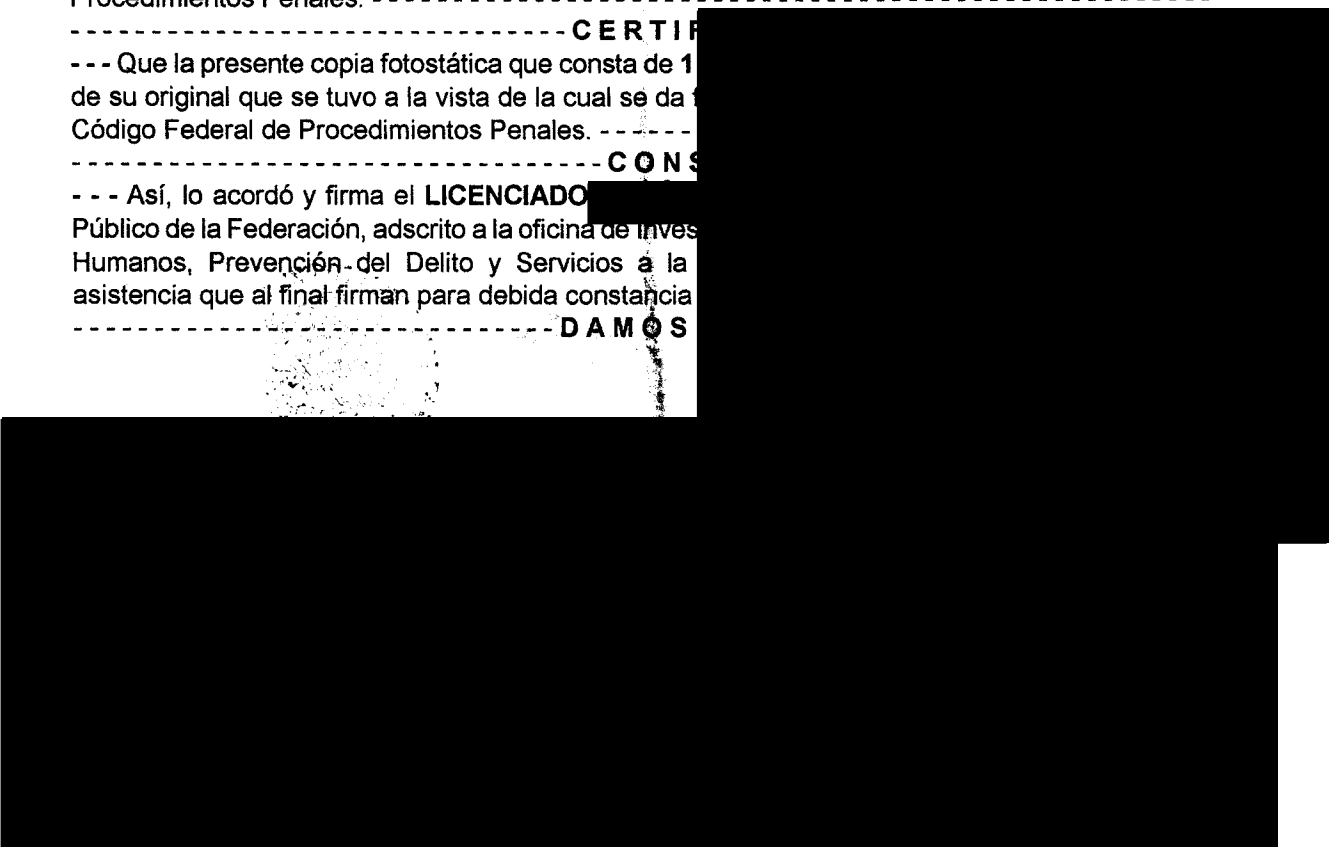 Procedimientos Penales. - - - - - - - - - - - - - - - - - - - - - - - - - - - - - - - - - - - - - - - - - - - - - - - - - - - - -
- - - - - - - - - - - - - - - - - - - - - - - - - - - - - - - C E R T I F
- - - Que la presente copia fotostática que consta de 1
de su original que se tuvo a la vista de la cual se da f
Código Federal de Procedimientos Penales. - - - - - -
- - - - - - - - - - - - - - - - - - - - - - - - - - - - - - - - - C O N S
- - - Así, lo acordó y firma el LICENCIADO
Público de la Federación, adscrito a la oficina de Inves
Humanos, Prevención del Delito y Servicios a la
asistencia que al final firman para debida constancia
- - - - - - - - - - - - - - - - - - - - - - - - - - - - - - D A M O S